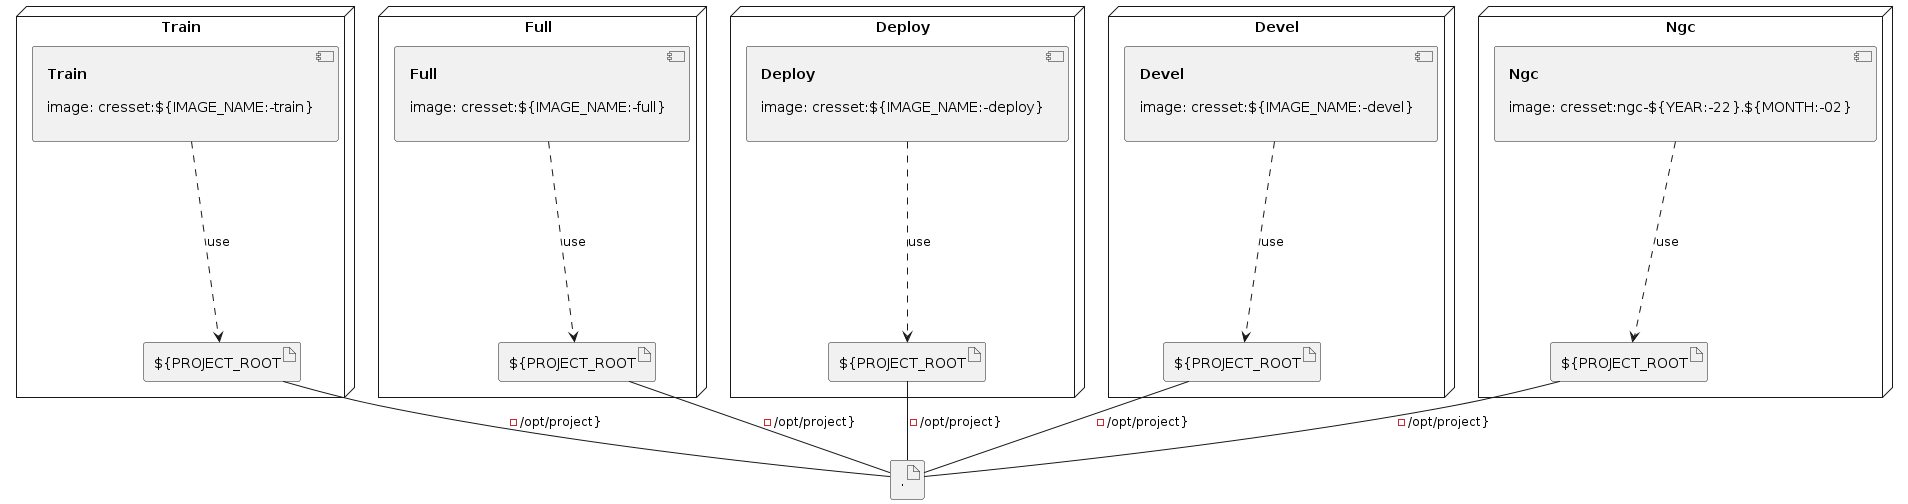 Train
Full
Deploy
Devel
Ngc
Train
image: cresset:${IMAGE_NAME:-train}
Full
image: cresset:${IMAGE_NAME:-full}
Deploy
image: cresset:${IMAGE_NAME:-deploy}
Devel
image: cresset:${IMAGE_NAME:-devel}
Ngc
image: cresset:ngc-${YEAR:-22}.${MONTH:-02}
use
use
use
use
use
${PROJECT_ROOT
${PROJECT_ROOT
${PROJECT_ROOT
${PROJECT_ROOT
${PROJECT_ROOT
/opt/project}
/opt/project}
/opt/project}
/opt/project}
/opt/project}
.